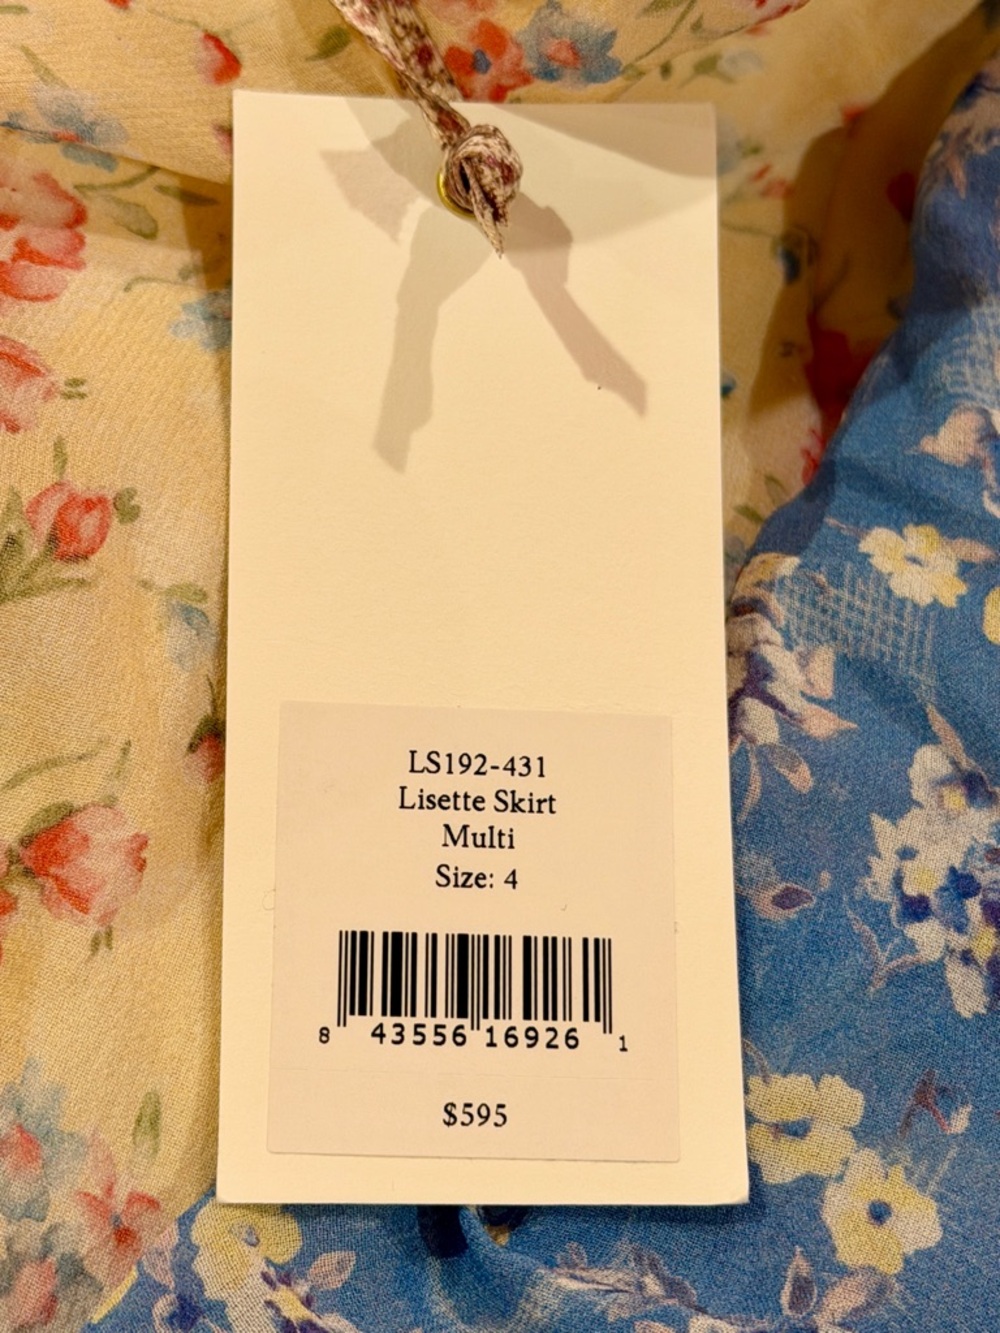 LS192-431
Lisette Skirt
Multi
Size: 4
8 43556 16926 1
$595